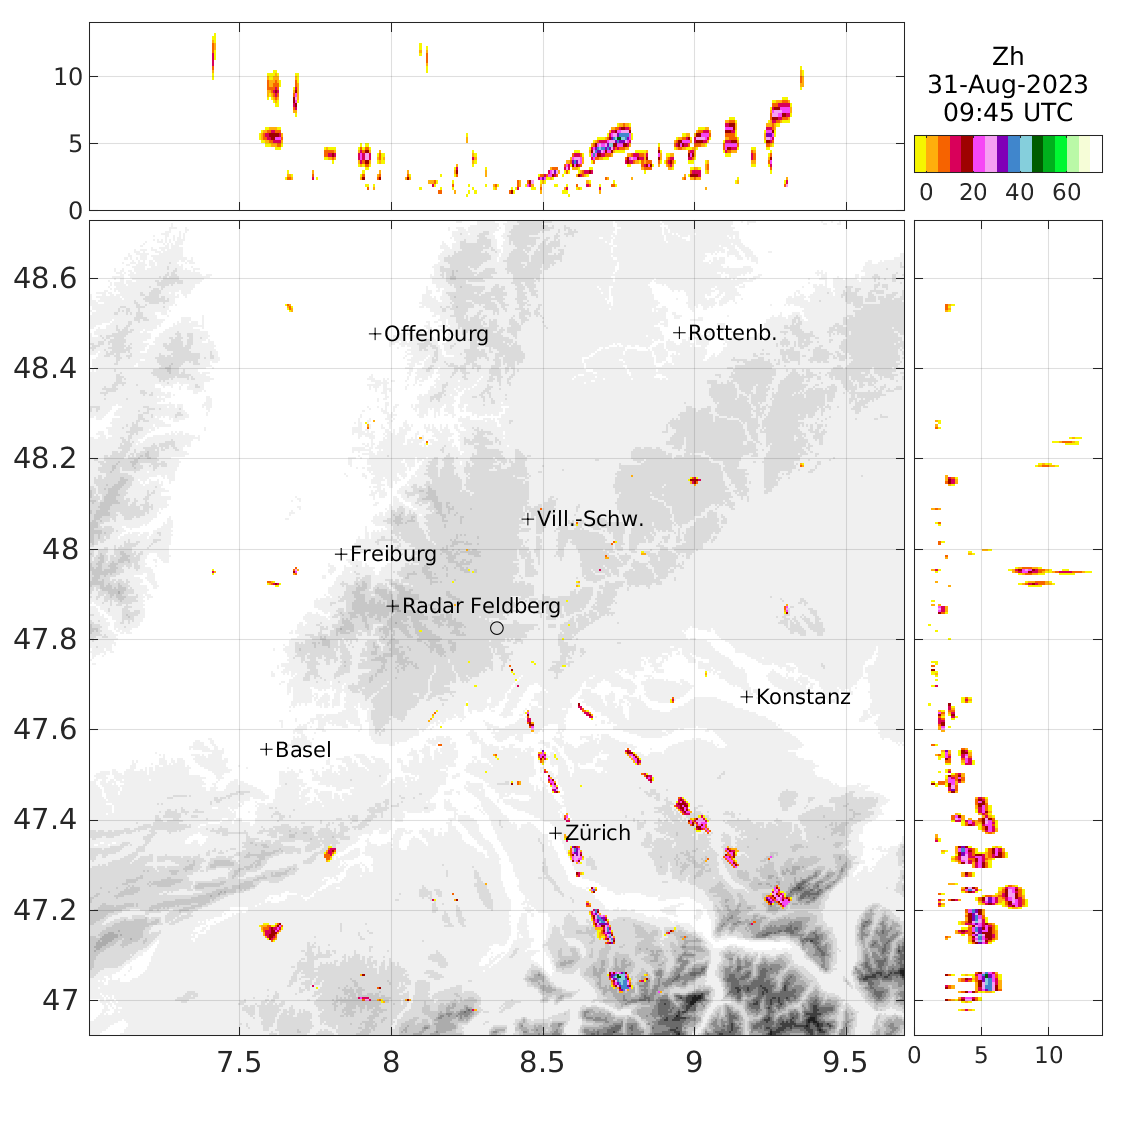 10
5
0
Zh
31-Aug-2023
09:45 UTC
0 20 40 60
48.6
48.4
48.2
48
47.8
47.6
47.4
47.2
47
+Offenburg
+Rottenb.
+Vill.-Schw.
+Freiburg
+Radar Feldberg
+Konstanz
+Basel
+Zürich
7.5 8 8.5 9 9.5
0 5 10